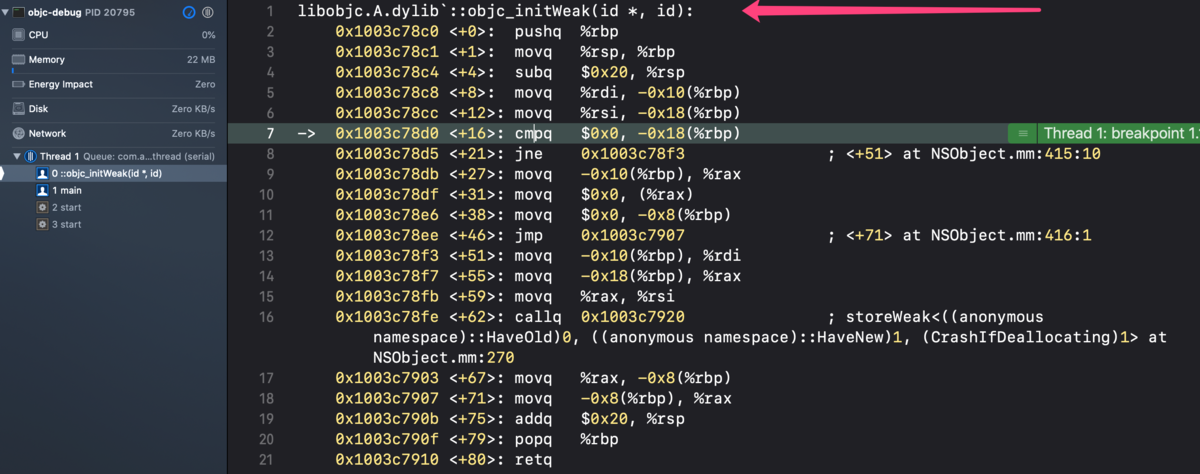 objc-debug PID 20795
CPU 0%
Memory 22 MB
Energy Impact Zero
Disk Zero KB/s
Network Zero KB/s
Thread 1 Queue: com.a...thread (serial)
0 ::objc_initWeak(id *, id)
1 main
2 start
3 start
1 libobjc.A.dylib`::objc_initWeak(id *, id):
2 0x1003c78c0 <+0>: pushq %rbp
3 0x1003c78c1 <+1>: movq %rsp, %rbp
4 0x1003c78c4 <+4>: subq $0x20, %rsp
5 0x1003c78c8 <+8>: movq %rdi, -0x10(%rbp)
6 0x1003c78cc <+12>: movq %rsi, -0x18(%rbp)
7 -> 0x1003c78d0 <+16>: cmpq $0x0, -0x18(%rbp) Thread 1: breakpoint 1.
8 0x1003c78d5 <+21>: jne 0x1003c78f3 ; <+51> at NSObject.mm:415:10
9 0x1003c78db <+27>: movq -0x10(%rbp), %rax
10 0x1003c78df <+31>: movq $0x0, (%rax)
11 0x1003c78e6 <+38>: movq $0x0, -0x8(%rbp)
12 0x1003c78ee <+46>: jmp 0x1003c7907 ; <+71> at NSObject.mm:416:1
13 0x1003c78f3 <+51>: movq -0x10(%rbp), %rdi
14 0x1003c78f7 <+55>: movq -0x18(%rbp), %rax
15 0x1003c78fb <+59>: movq %rax, %rsi
16 0x1003c78fe <+62>: callq 0x1003c7920 ; storeWeak<((anonymous
namespace)::HaveOld)0, ((anonymous namespace)::HaveNew)1, (CrashIfDeallocating)1> at
NSObject.mm:270
17 0x1003c7903 <+67>: movq %rax, -0x8(%rbp)
18 0x1003c7907 <+71>: movq -0x8(%rbp), %rax
19 0x1003c790b <+75>: addq $0x20, %rsp
20 0x1003c790f <+79>: popq %rbp
21 0x1003c7910 <+80>: retq